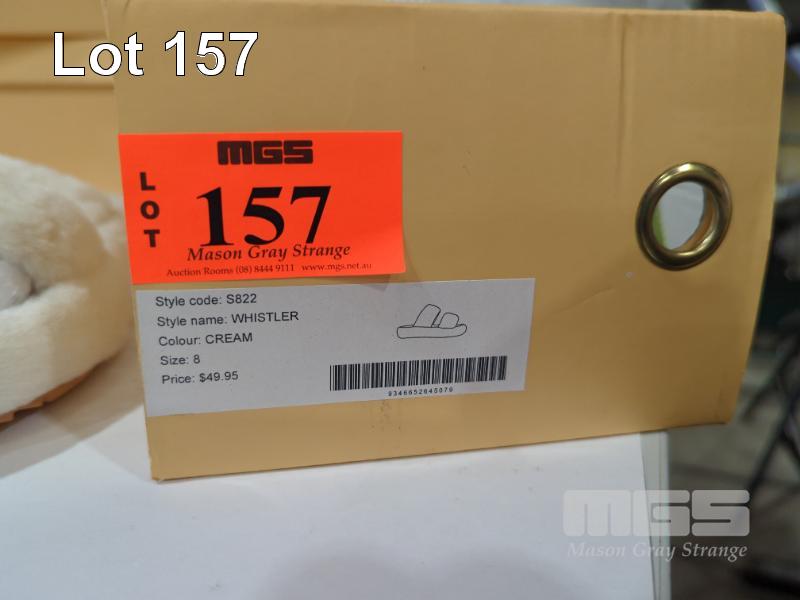 Lot 157
MGS
LOT
157
Mason Gray Strange
Auction Rooms (08) 8444 9111 www.mgs.net.au
Style code: S822
Style name: WHISTLER
Colour: CREAM
Size: 8
Price: $49.95
9346652645079
MGS
Mason Gray Strange